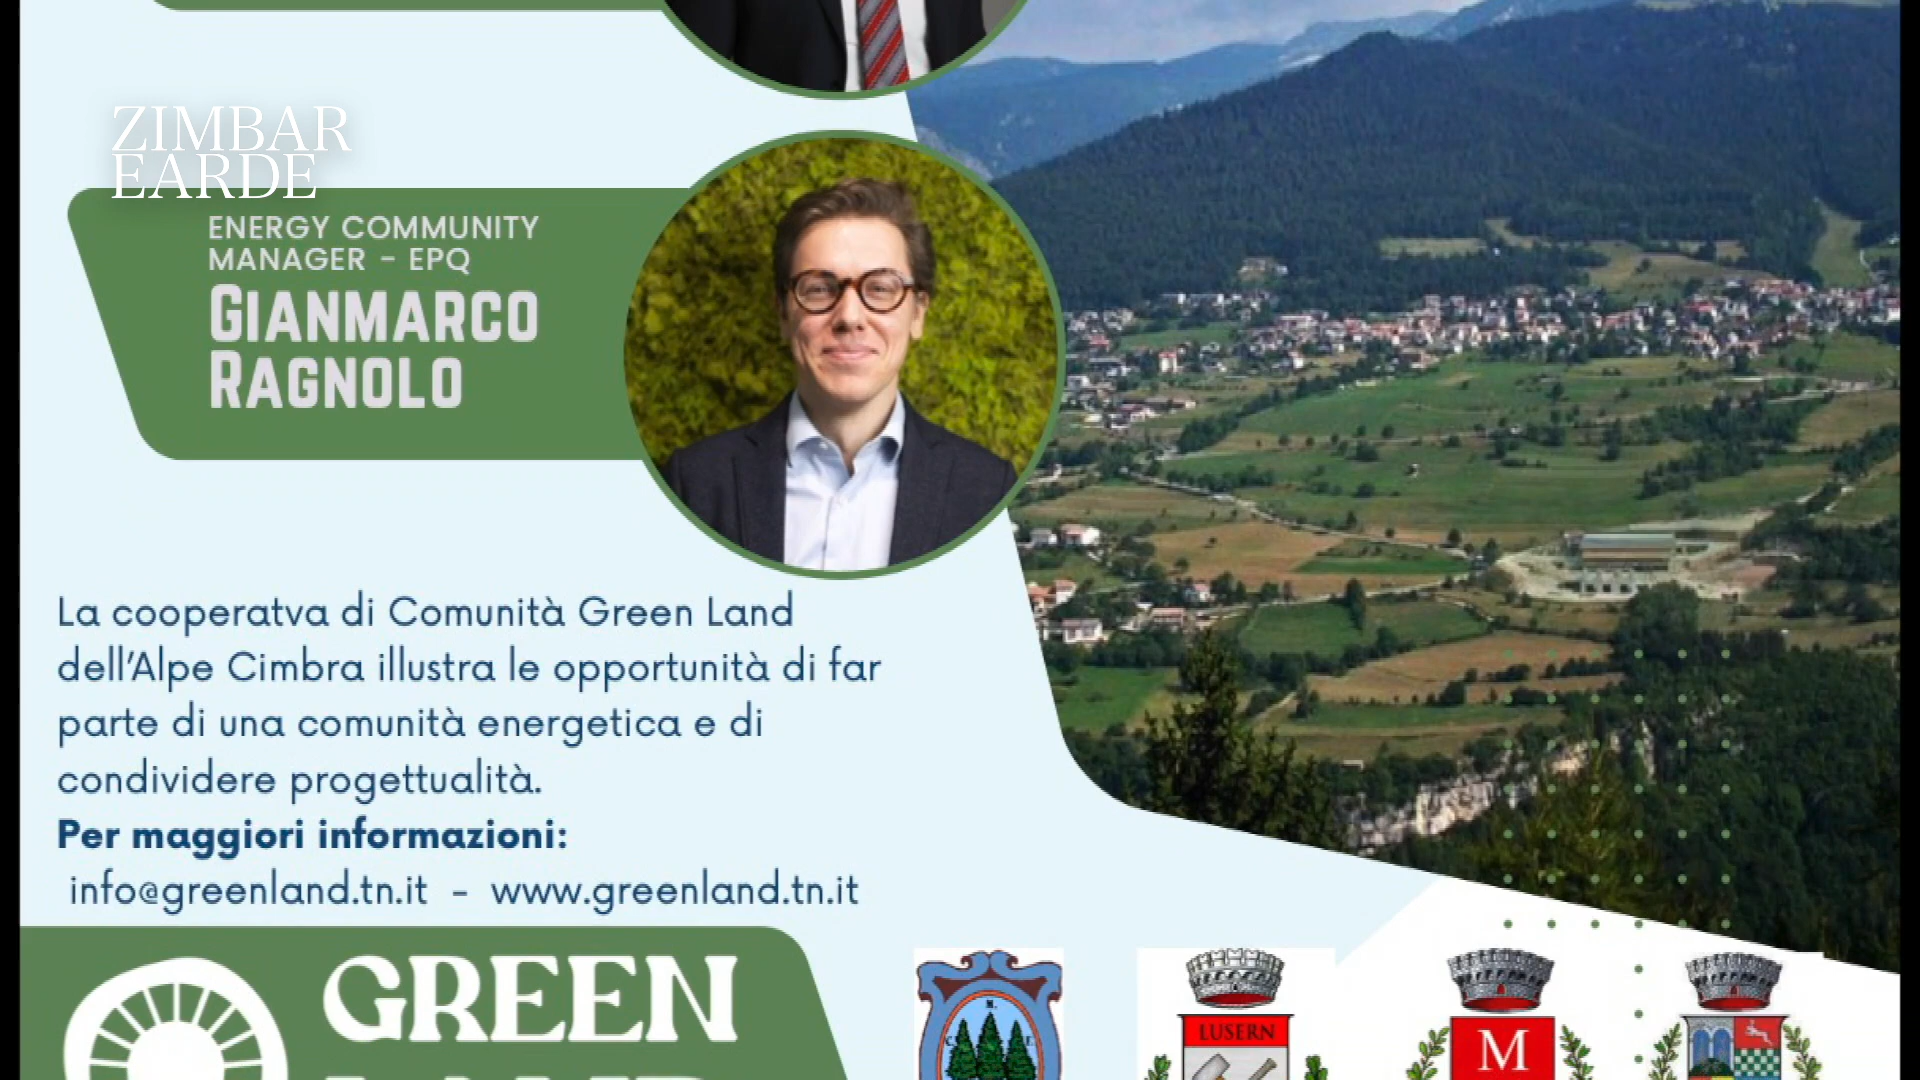 ZIMBAR
EARDE
ENERGY COMMUNITY
MANAGER - EPQ
GIANMARCO
RAGNOLO
La cooperatva di Comunità Green Land
dell'Alpe Cimbra illustra le opportunità di far
parte di una comunità energetica e di
condividere progettualità.
Per maggiori informazioni:
info@greenland.tn.it - www.greenland.tn.it
GREEN
LUSERN
M